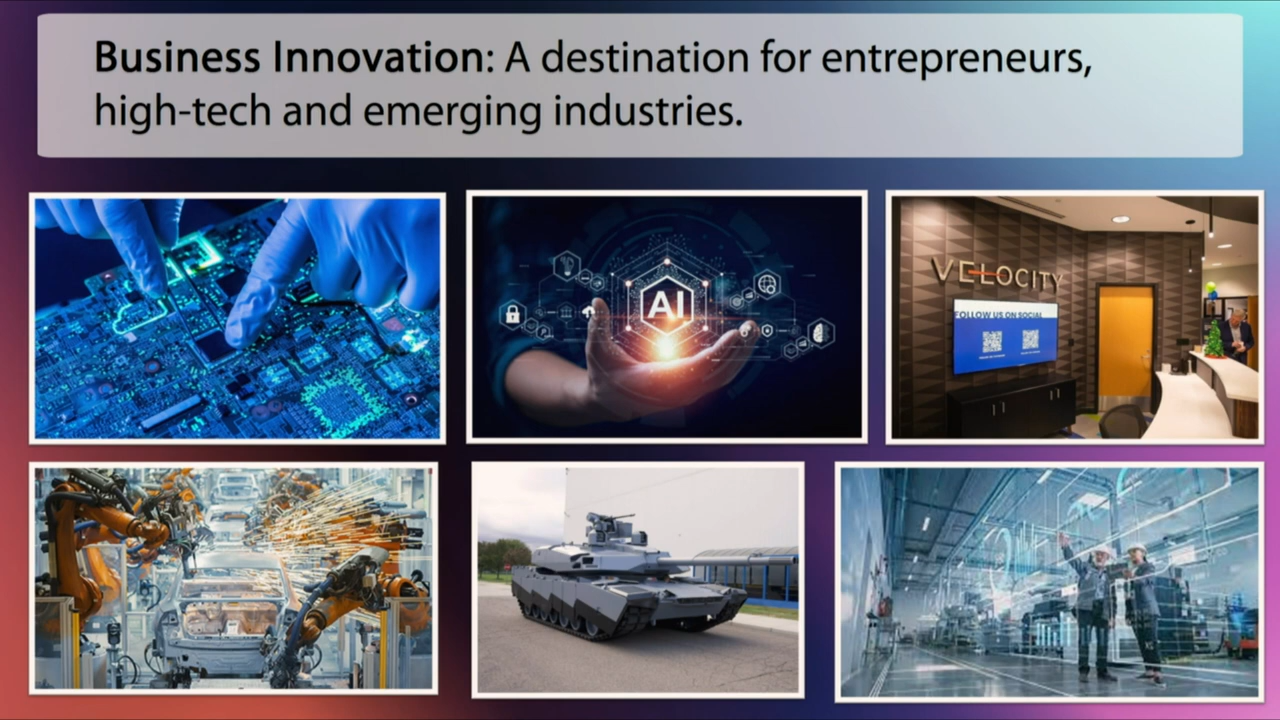 Business Innovation: A destination for entrepreneurs,
high-tech and emerging industries.
AI
VELOCITY
FOLLOW US ON SOCIAL